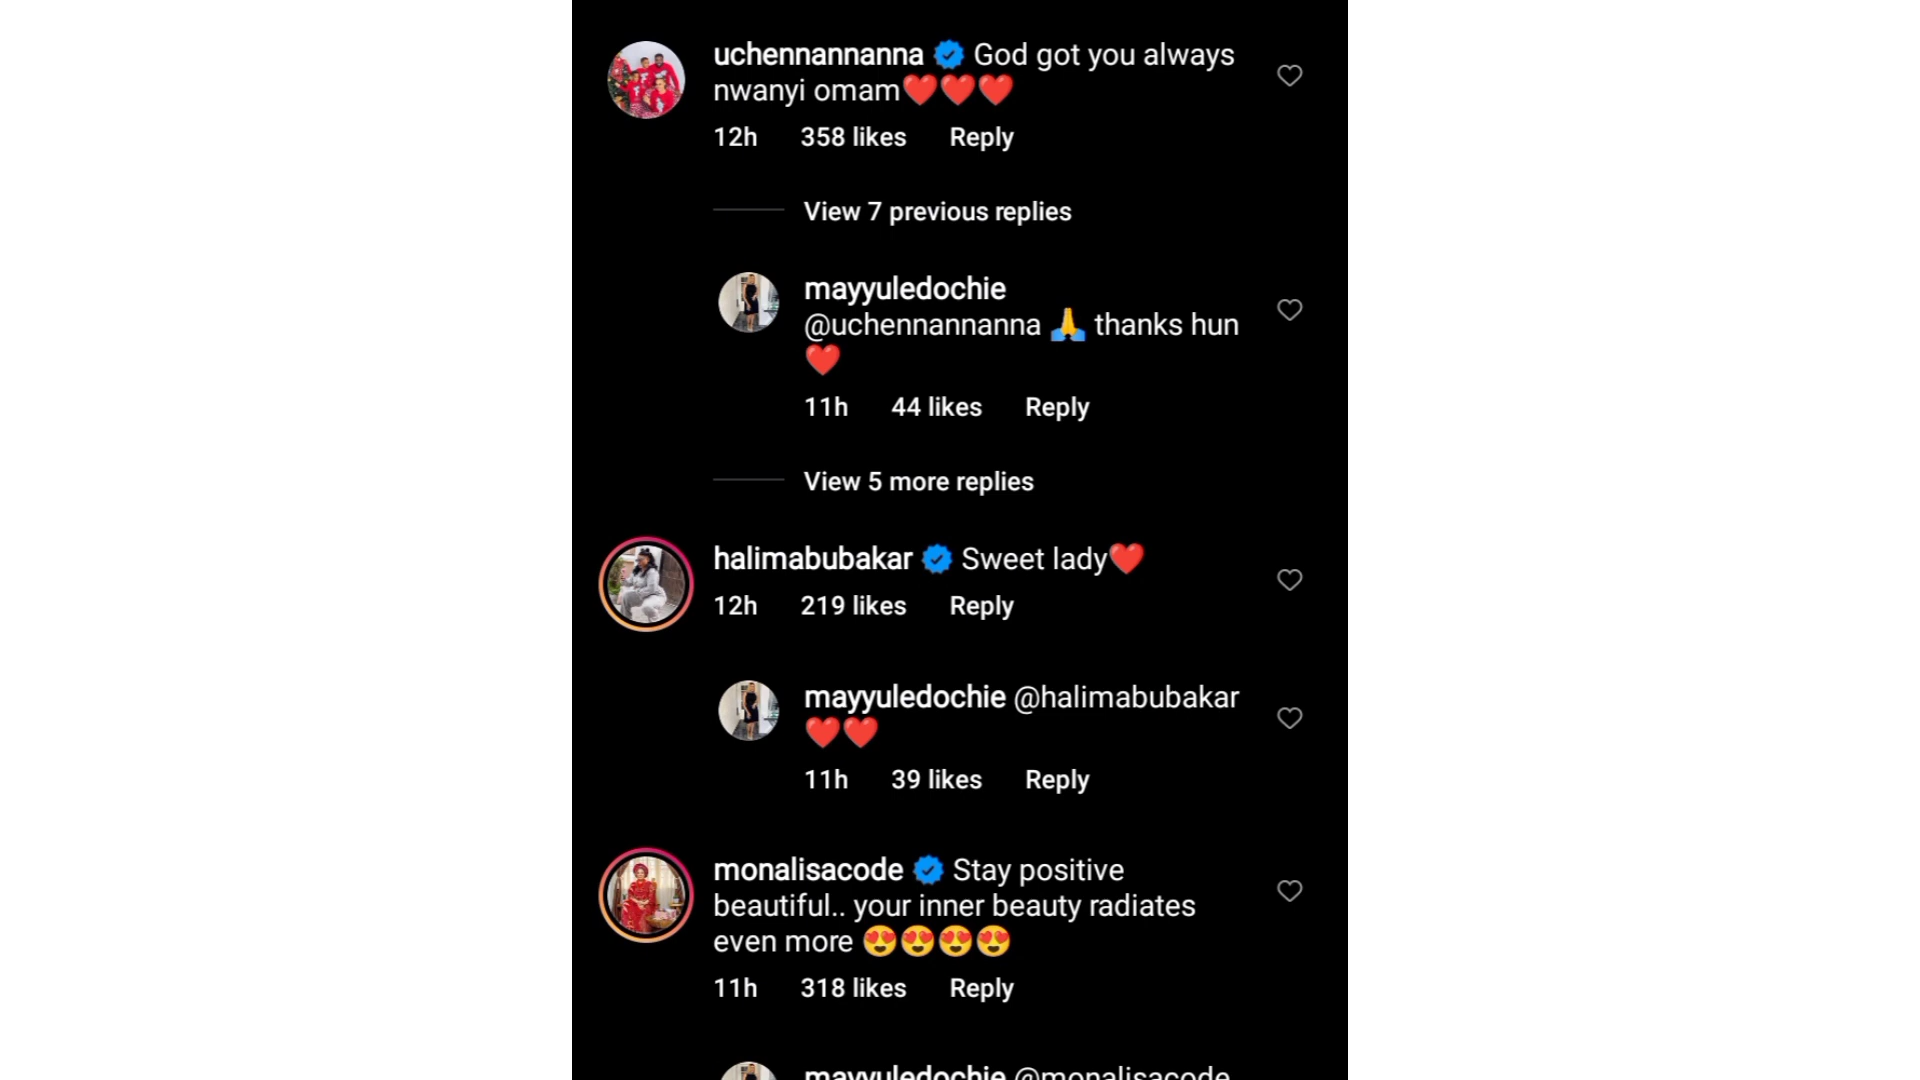 uchennannanna God got you always
nwanyi omam❤️❤️❤️
12h 358 likes Reply
View 7 previous replies
mayyuledochie
@uchennannanna 🙏 thanks hun
❤️
11h 44 likes Reply
View 5 more replies
halimabubakar Sweet lady❤️
12h 219 likes Reply
mayyuledochie @halimabubakar
❤️❤️
11h 39 likes Reply
monalisacode Stay positive
beautiful.. your inner beauty radiates
even more 😍😍😍😍
11h 318 likes Reply
mayyuledochie @monalisacode